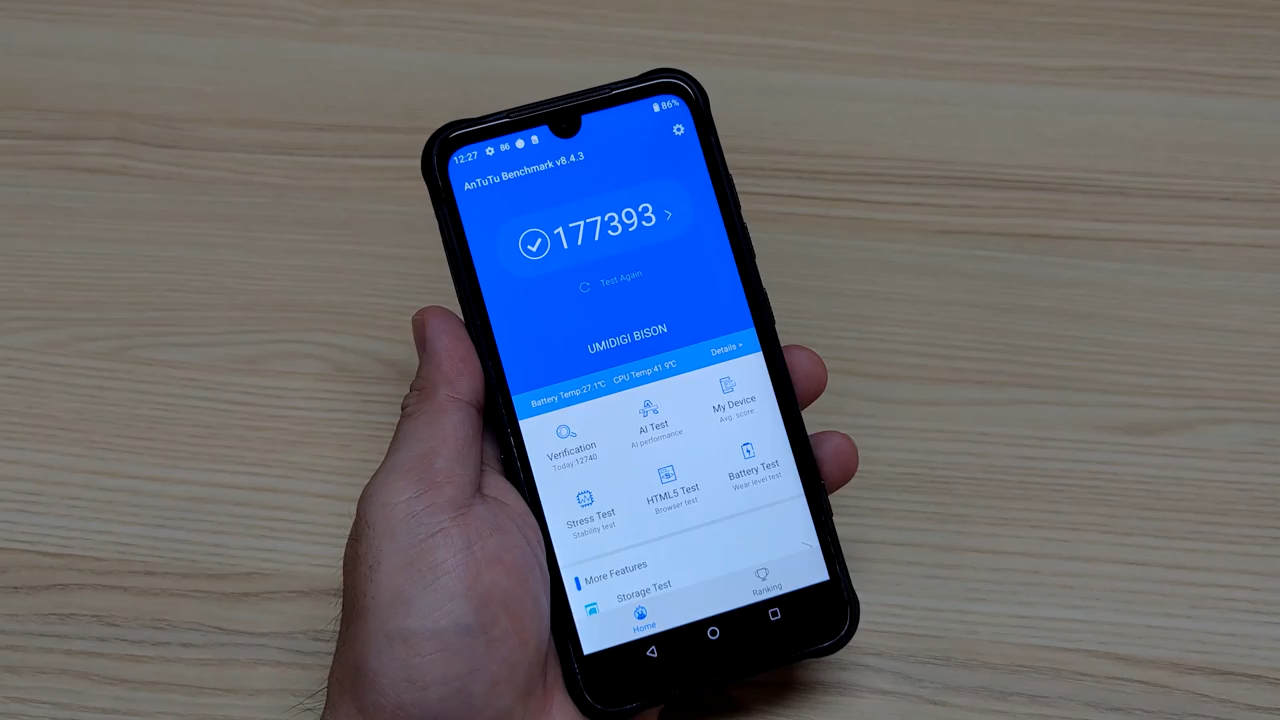 12:27 86 86%
AnTuTu Benchmark v8.4.3
177393 >
Test Again
UMIDIGI BISON
Battery Temp:27.1℃ CPU Temp:41.9℃ Details >
Verification
Today:12740
AI Test
AI performance
My Device
Avg. score
Stress Test
Stability test
HTML5 Test
Browser test
Battery Test
Wear level test
More Features
Storage Test
Home
Ranking